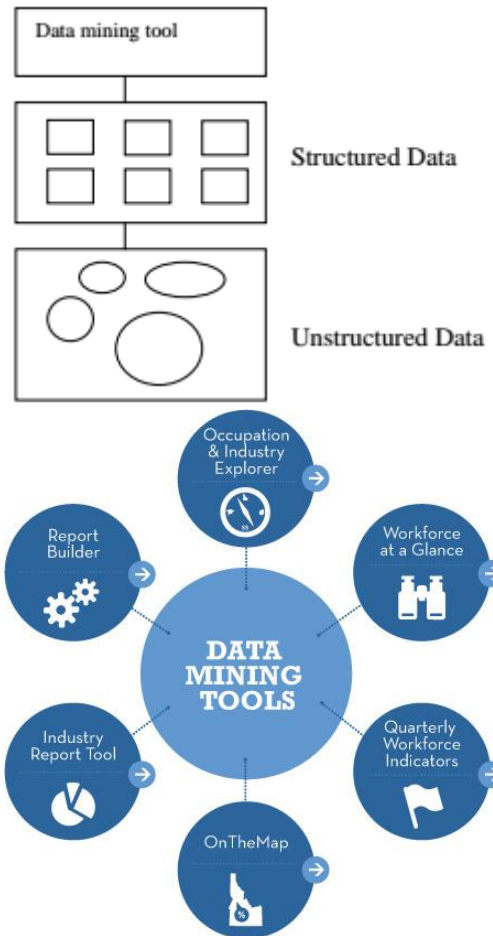 Data mining tool
Structured Data
Unstructured Data
Occupation
& Industry
Explorer
Report
Builder
Workforce
at a Glance
DATA
MINING
TOOLS
Industry
Report Tool
Quarterly
Workforce
Indicators
OnTheMap
%